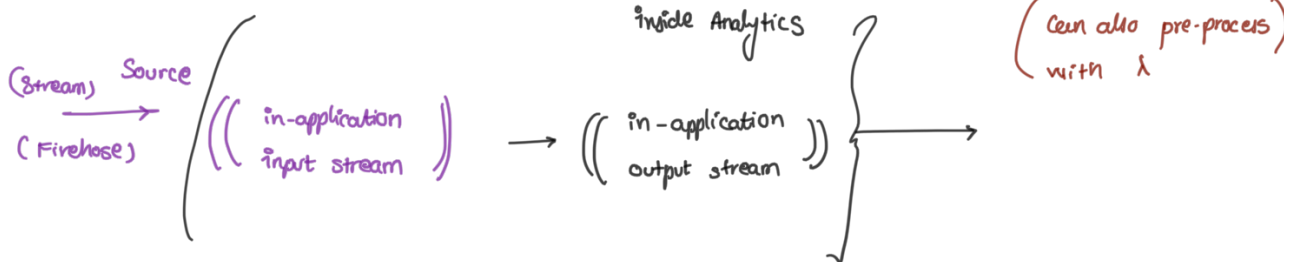 inside Analytics
(can also pre-process)
with λ
(Stream) Source
(Firehose)
in-application
input stream
in-application
output stream